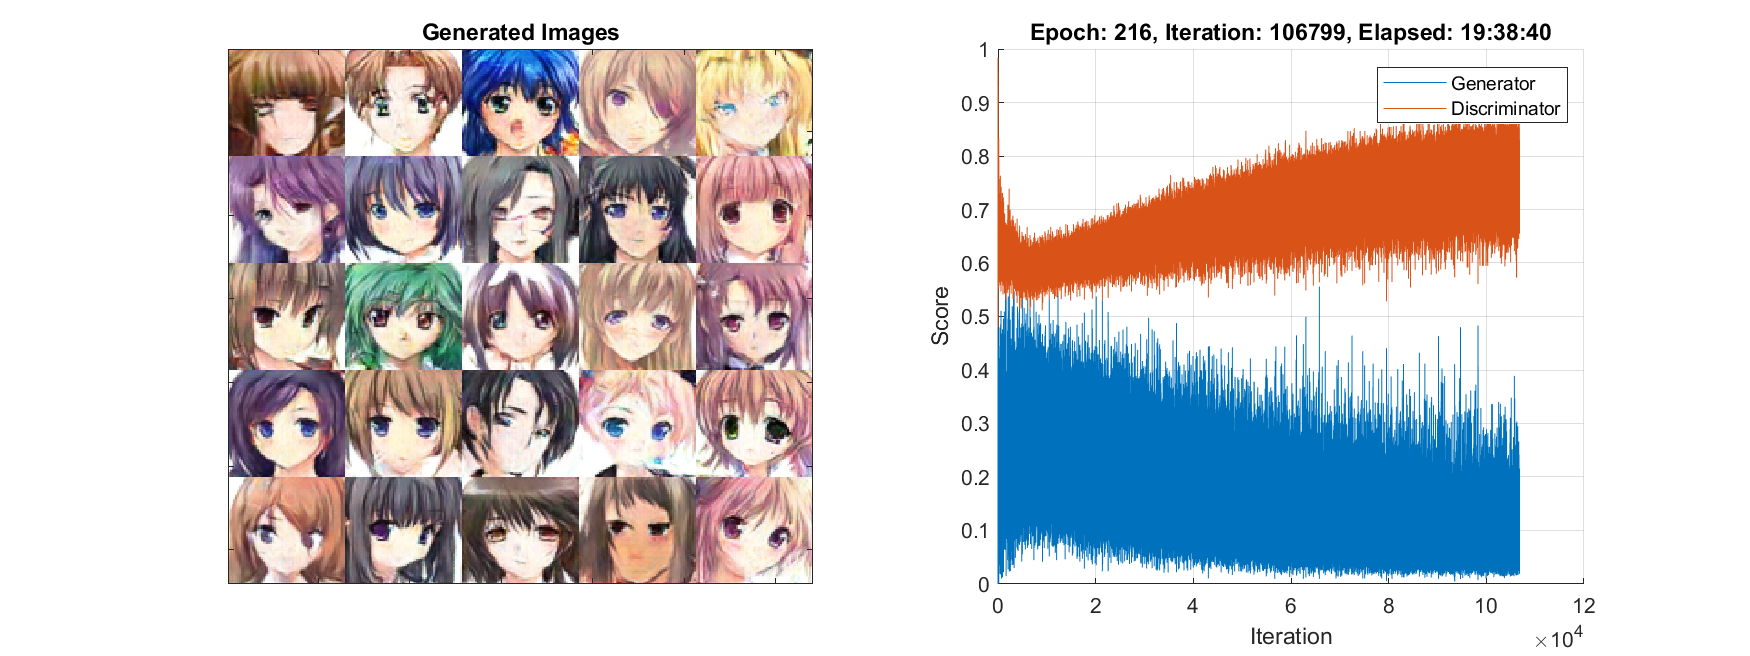 Generated Images
Epoch: 216, Iteration: 106799, Elapsed: 19:38:40
Generator
Discriminator
Score
1
0.9
0.8
0.7
0.6
0.5
0.4
0.3
0.2
0.1
0
0 2 4 6 8 10 12
Iteration
×10^4